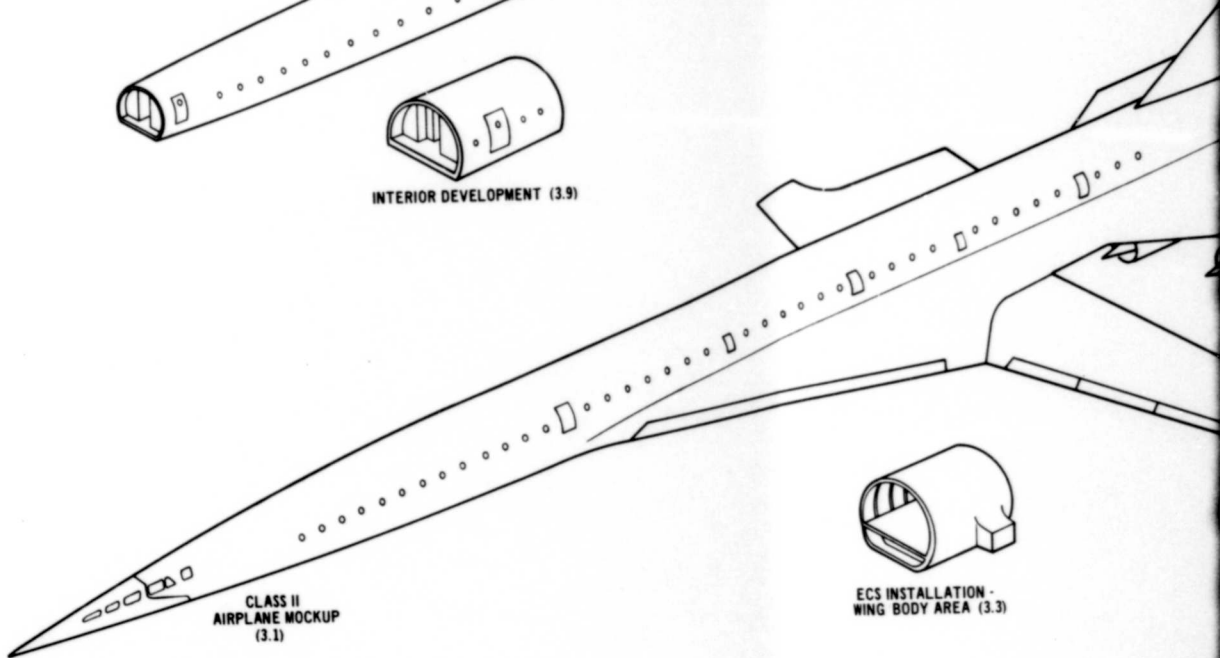 INTERIOR DEVELOPMENT (3.9)
CLASS II
AIRPLANE MOCKUP
(3.1)
ECS INSTALLATION -
WING BODY AREA (3.3)